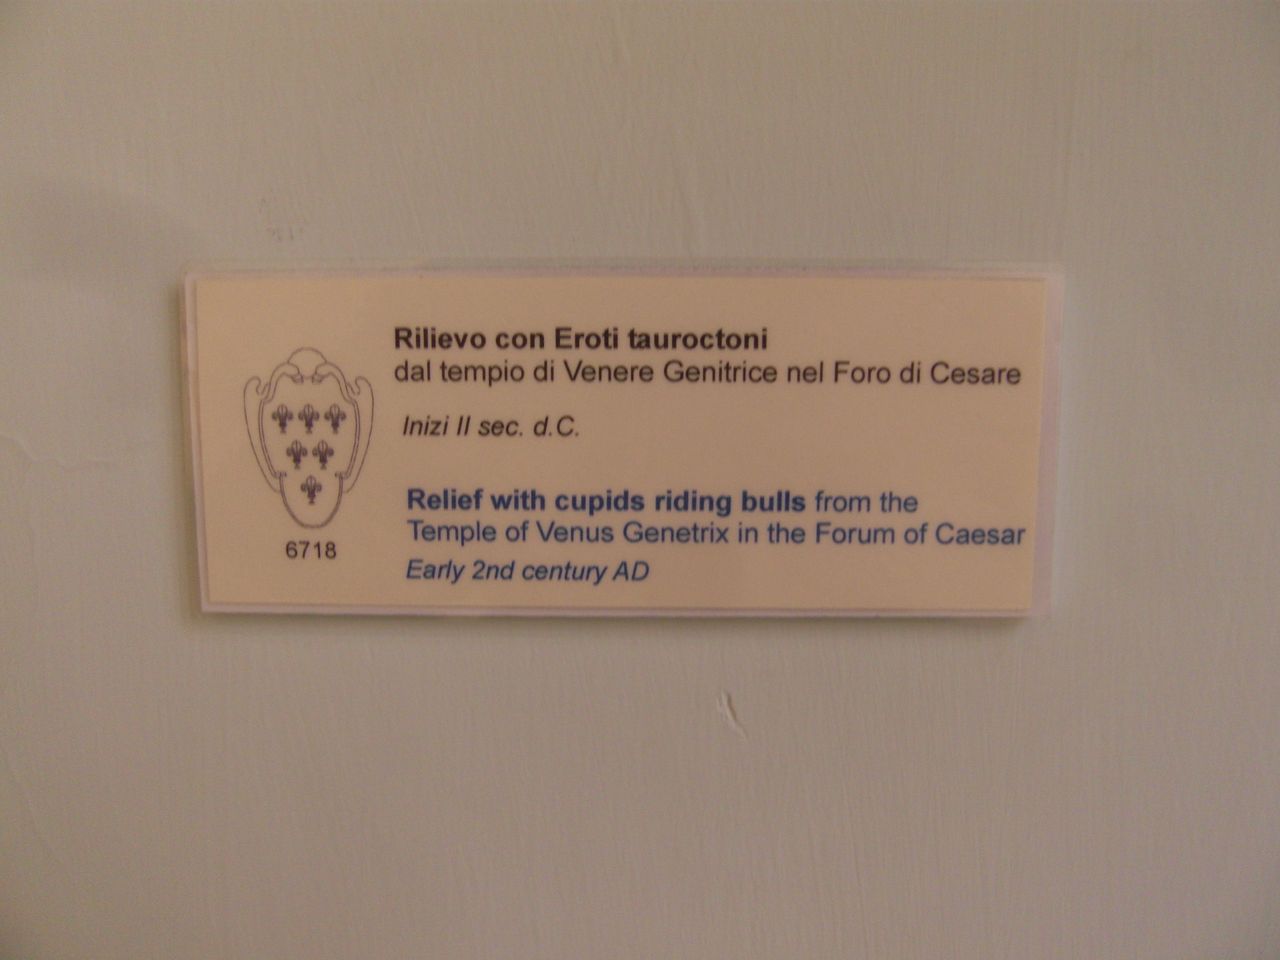 Rilievo con Eroti tauroctoni
dal tempio di Venere Genitrice nel Foro di Cesare
Inizi II sec. d.C.
Relief with cupids riding bulls from the
Temple of Venus Genetrix in the Forum of Caesar
Early 2nd century AD
6718